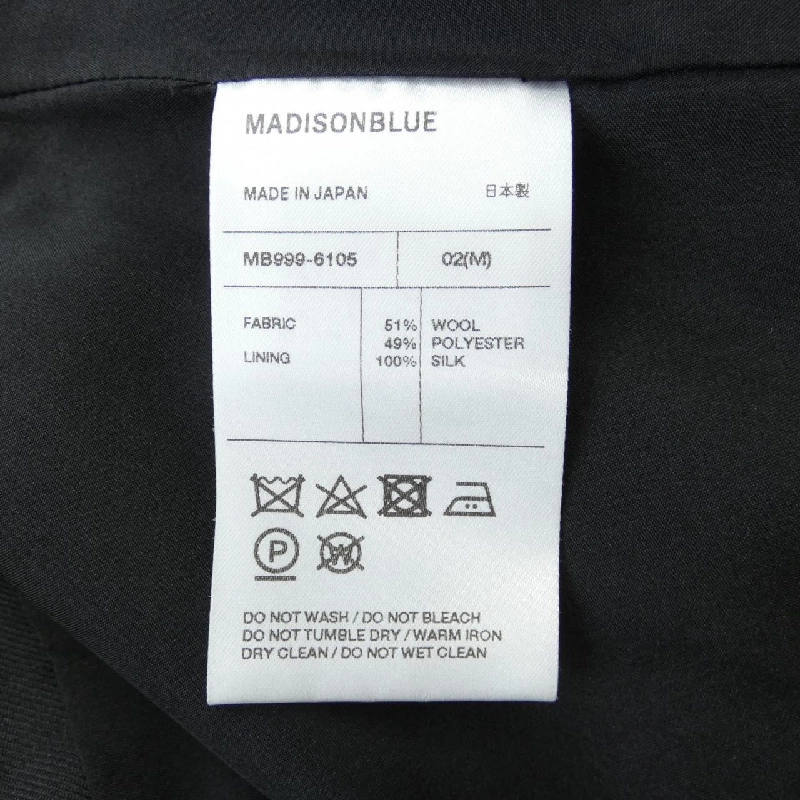 MADISONBLUE
MADE IN JAPAN 日本製
MB999-6105 02(M)
FABRIC 51% WOOL
49% POLYESTER
LINING 100% SILK
P W
DO NOT WASH / DO NOT BLEACH
DO NOT TUMBLE DRY / WARM IRON
DRY CLEAN / DO NOT WET CLEAN